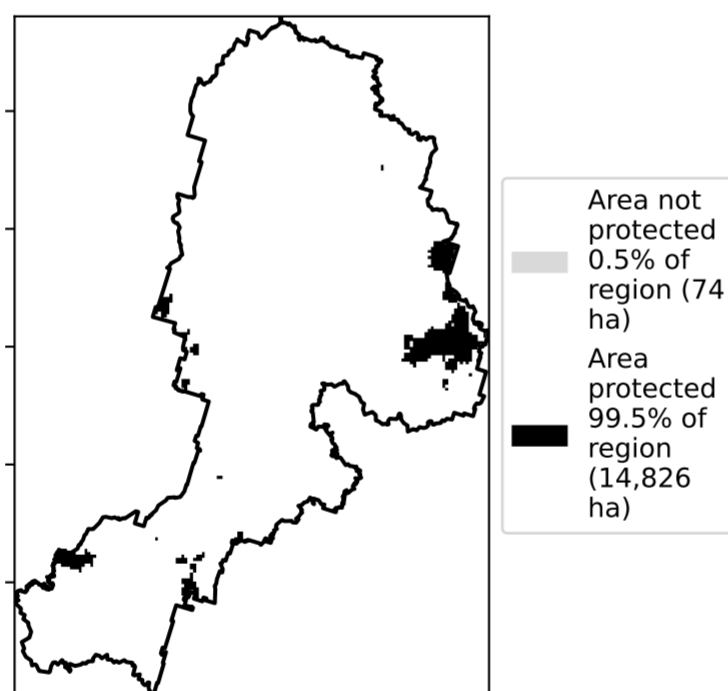 Area not
protected
0.5% of
region (74
ha)
Area
protected
99.5% of
region
(14,826
ha)